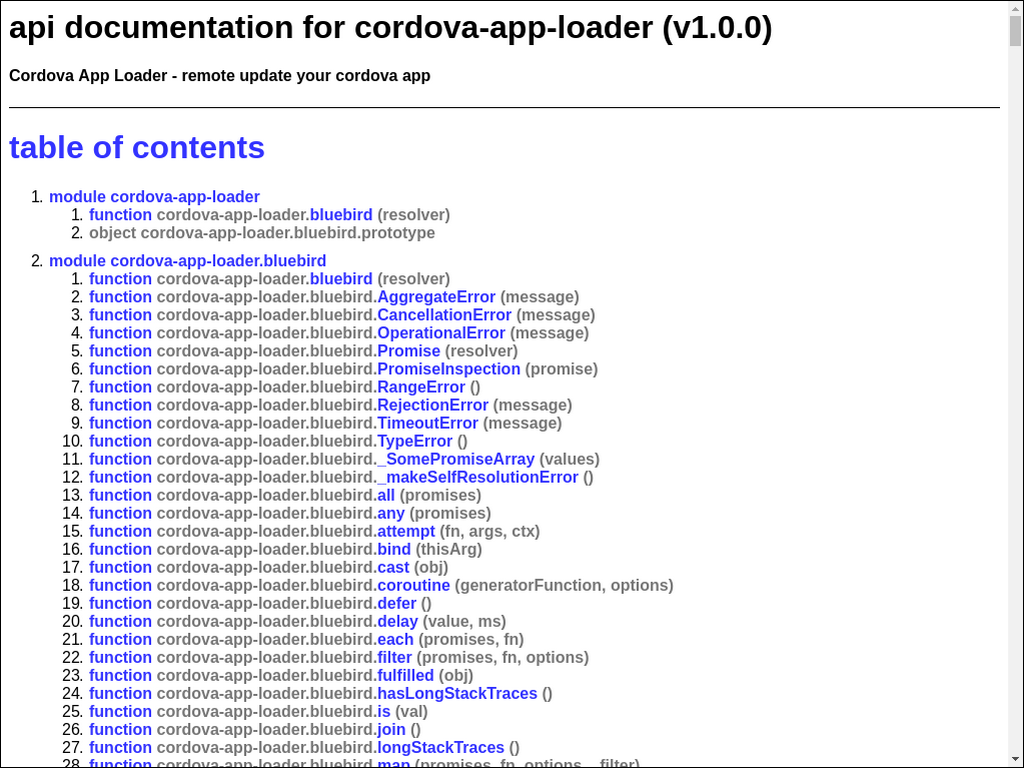 api documentation for cordova-app-loader (v1.0.0)
Cordova App Loader - remote update your cordova app
table of contents
1. module cordova-app-loader
1. function cordova-app-loader.bluebird (resolver)
2. object cordova-app-loader.bluebird.prototype
2. module cordova-app-loader.bluebird
1. function cordova-app-loader.bluebird (resolver)
2. function cordova-app-loader.bluebird.AggregateError (message)
3. function cordova-app-loader.bluebird.CancellationError (message)
4. function cordova-app-loader.bluebird.OperationalError (message)
5. function cordova-app-loader.bluebird.Promise (resolver)
6. function cordova-app-loader.bluebird.PromiseInspection (promise)
7. function cordova-app-loader.bluebird.RangeError ()
8. function cordova-app-loader.bluebird.RejectionError (message)
9. function cordova-app-loader.bluebird.TimeoutError (message)
10. function cordova-app-loader.bluebird.TypeError ()
11. function cordova-app-loader.bluebird._SomePromiseArray (values)
12. function cordova-app-loader.bluebird._makeSelfResolutionError ()
13. function cordova-app-loader.bluebird.all (promises)
14. function cordova-app-loader.bluebird.any (promises)
15. function cordova-app-loader.bluebird.attempt (fn, args, ctx)
16. function cordova-app-loader.bluebird.bind (thisArg)
17. function cordova-app-loader.bluebird.cast (obj)
18. function cordova-app-loader.bluebird.coroutine (generatorFunction, options)
19. function cordova-app-loader.bluebird.defer ()
20. function cordova-app-loader.bluebird.delay (value, ms)
21. function cordova-app-loader.bluebird.each (promises, fn)
22. function cordova-app-loader.bluebird.filter (promises, fn, options)
23. function cordova-app-loader.bluebird.fulfilled (obj)
24. function cordova-app-loader.bluebird.hasLongStackTraces ()
25. function cordova-app-loader.bluebird.is (val)
26. function cordova-app-loader.bluebird.join ()
27. function cordova-app-loader.bluebird.longStackTraces ()
28. function cordova-app-loader.bluebird.map (promises, fn, options, _filter)